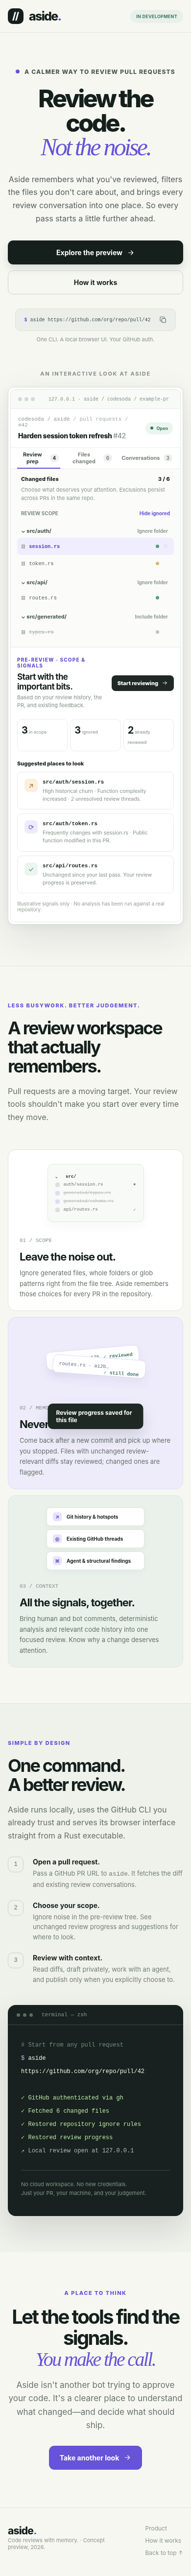 // aside.
IN DEVELOPMENT
A CALMER WAY TO REVIEW PULL REQUESTS
Review the
code.
Not the noise.
Aside remembers what you've reviewed, filters
the files you don't care about, and brings every
review conversation into one place. So every
pass starts a little further ahead.
Explore the preview →
How it works
$ aside https://github.com/org/repo/pull/42
One CLI. A local browser UI. Your GitHub auth.
AN INTERACTIVE LOOK AT ASIDE
127.0.0.1 · aside / codesoda / example-pr
codesoda / aside / pull requests /
#42
Harden session token refresh #42
Open
Review prep 4
Files changed 6
Conversations 3
Changed files 3 / 6
Choose what deserves your attention. Exclusions persist
across PRs in the same repo.
REVIEW SCOPE Hide ignored
src/auth/ Ignore folder
session.rs
token.rs
src/api/ Ignore folder
routes.rs
src/generated/ Include folder
types.rs
PRE-REVIEW · SCOPE &
SIGNALS
Start with the
important bits.
Based on your review history, the
PR, and existing feedback.
Start reviewing →
3 in scope
3 ignored
2 already reviewed
Suggested places to look
src/auth/session.rs
High historical churn · Function complexity
increased · 2 unresolved review threads.
src/auth/token.rs
Frequently changes with session.rs · Public
function modified in this PR.
src/api/routes.rs
Unchanged since your last pass. Your review
progress is preserved.
Illustrative signals only · No analysis has been run against a real
repository.
LESS BUSYWORK. BETTER JUDGEMENT.
A review workspace
that actually
remembers.
Pull requests are a moving target. Your review
tools shouldn't make you start over every time
they move.
src/
auth/session.rs
api/routes.rs ✓
01 / SCOPE
Leave the noise out.
Ignore generated files, whole folders or glob
patterns right from the file tree. Aside remembers
those choices for every PR in the repository.
✓ reviewed
routes.rs
✓ still done
02 / MEMO
Never
Review progress saved for
this file
Come back after a new commit and pick up where
you stopped. Files with unchanged review-
relevant diffs stay reviewed; changed ones are
flagged.
Git history & hotspots
Existing GitHub threads
Agent & structural findings
03 / CONTEXT
All the signals, together.
Bring human and bot comments, deterministic
analysis and relevant code history into one
focused review. Know why a change deserves
attention.
SIMPLE BY DESIGN
One command.
A better review.
Aside runs locally, uses the GitHub CLI you
already trust and serves its browser interface
straight from a Rust executable.
1 Open a pull request.
Pass a GitHub PR URL to aside. It fetches the diff
and existing review conversations.
2 Choose your scope.
Ignore noise in the pre-review tree. See
unchanged review progress and suggestions for
where to look.
3 Review with context.
Read diffs, draft privately, work with an agent,
and publish only when you explicitly choose to.
terminal — zsh
# Start from any pull request
$ aside
https://github.com/org/repo/pull/42
✓ GitHub authenticated via gh
✓ Fetched 6 changed files
✓ Restored repository ignore rules
✓ Restored review progress
↗ Local review open at 127.0.0.1
No cloud workspace. No new credentials.
Just your PR, your machine, and your judgement.
A PLACE TO THINK
Let the tools find the
signals.
You make the call.
Aside isn't another bot trying to approve
your code. It's a clearer place to understand
what changed—and decide what should
ship.
Take another look →
aside.
Code reviews with memory. · Concept
preview, 2026.
Product
How it works
Back to top ↑